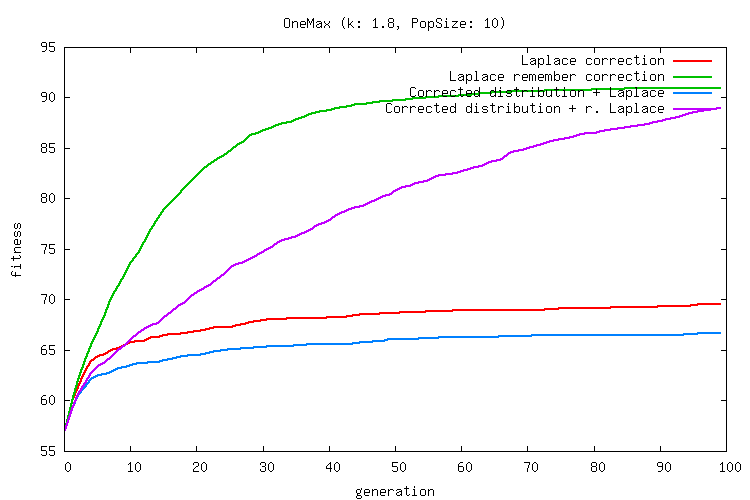 OneMax (k: 1.8, PopSize: 10)
95
Laplace correction
Laplace remember correction
90
Corrected distribution + Laplace
Corrected distribution + r. Laplace
85
80
75
fitness
70
65
60
55
0 10 20 30 40 50 60 70 80 90 100
generation